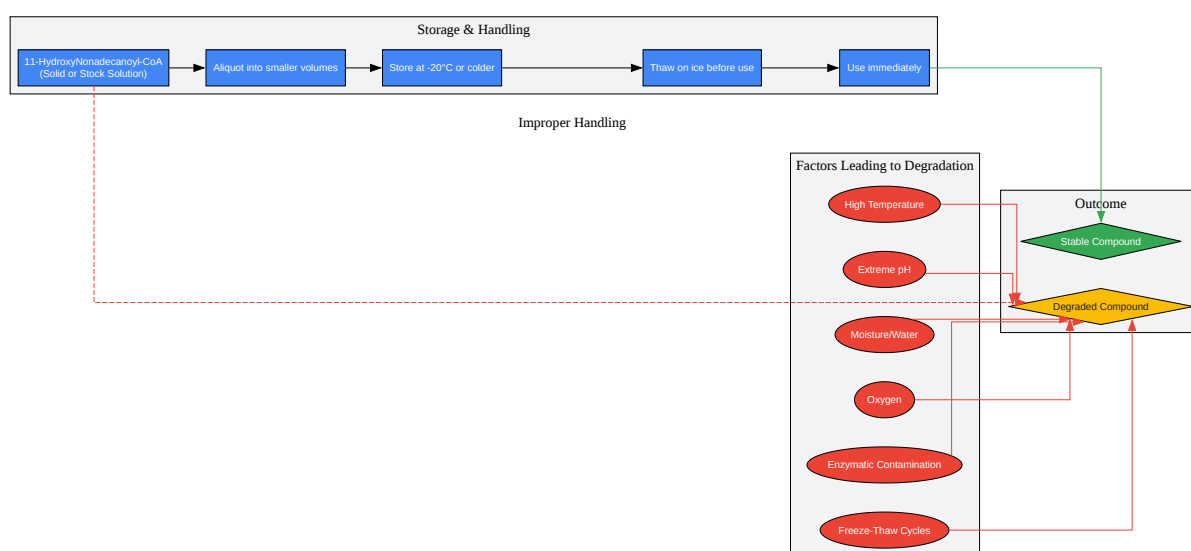 Storage & Handling
11-HydroxyNonadecanoyl-CoA
(Solid or Stock Solution)
Aliquot into smaller volumes
Store at -20°C or colder
Thaw on ice before use
Use immediately
Improper Handling
Factors Leading to Degradation
High Temperature
Extreme pH
Moisture/Water
Oxygen
Enzymatic Contamination
Freeze-Thaw Cycles
Outcome
Stable Compound
Degraded Compound